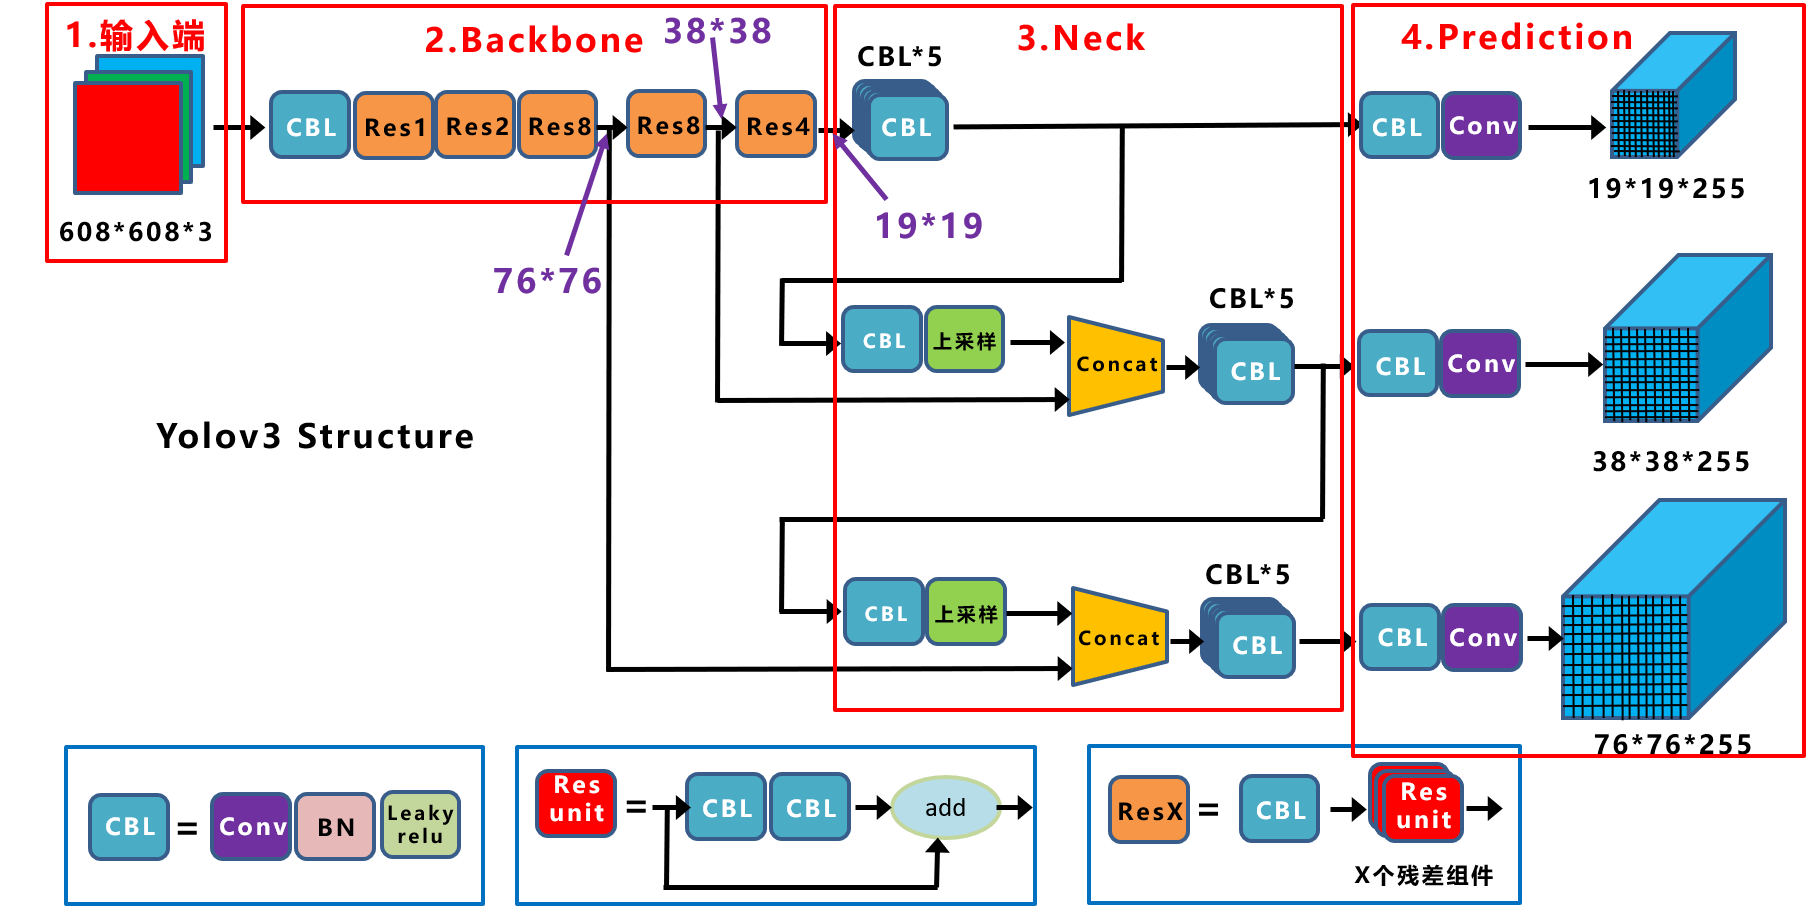 1.输入端
608*608*3
2.Backbone
38*38
CBL
Res1
Res2
Res8
Res8
Res4
76*76
3.Neck
CBL*5
CBL
19*19
CBL
上采样
Concat
CBL*5
CBL
CBL
上采样
Concat
CBL*5
CBL
4.Prediction
CBL
Conv
19*19*255
CBL
Conv
38*38*255
CBL
Conv
76*76*255
Yolov3 Structure
CBL
=
Conv
BN
Leaky
relu
Res
unit
=
CBL
CBL
add
ResX
=
CBL
Res
unit
X个残差组件